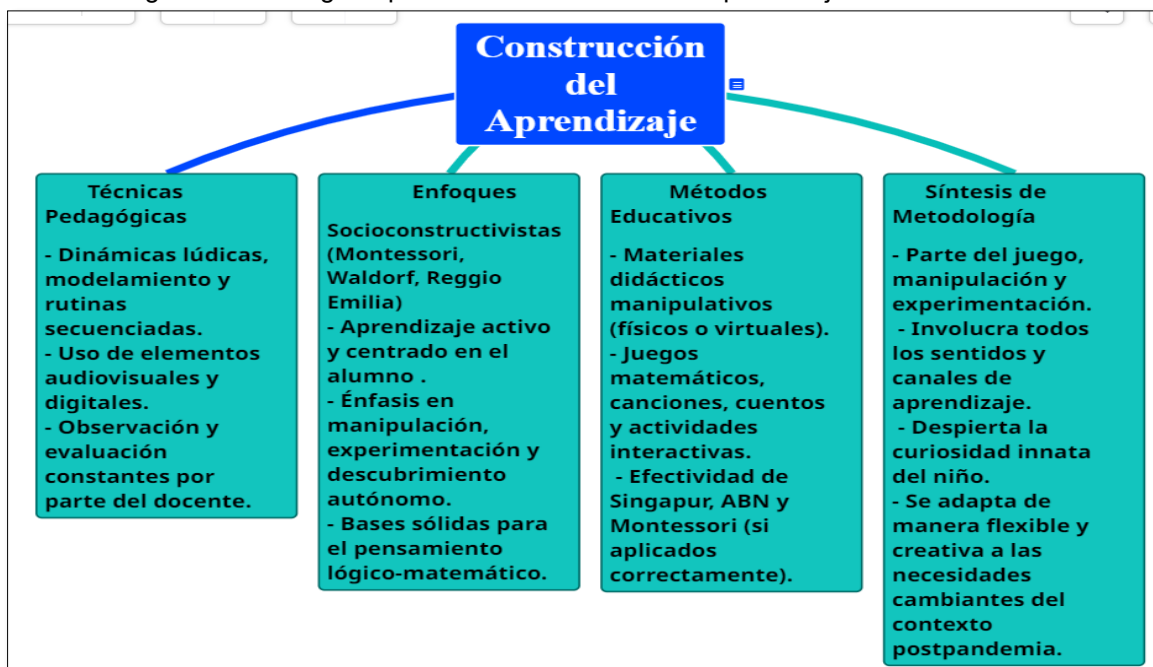 Construcción
del
Aprendizaje
Técnicas
Pedagógicas
- Dinámicas lúdicas,
modelamiento y
rutinas
secuenciadas.
- Uso de elementos
audiovisuales y
digitales.
- Observación y
evaluación
constantes por
parte del docente.
Enfoques
Socioconstructivistas
(Montessori,
Waldorf, Reggio
Emilia)
- Aprendizaje activo
y centrado en el
alumno .
- Énfasis en
manipulación,
experimentación y
descubrimiento
autónomo.
- Bases sólidas para
el pensamiento
lógico-matemático.
Métodos
Educativos
- Materiales
didácticos
manipulativos
(físicos o virtuales).
- Juegos
matemáticos,
canciones, cuentos
y actividades
interactivas.
- Efectividad de
Singapur, ABN y
Montessori (si
aplicados
correctamente).
Síntesis de
Metodología
- Parte del juego,
manipulación y
experimentación.
- Involucra todos
los sentidos y
canales de
aprendizaje.
- Despierta la
curiosidad innata
del niño.
- Se adapta de
manera flexible y
creativa a las
necesidades
cambiantes del
contexto
postpandemia.